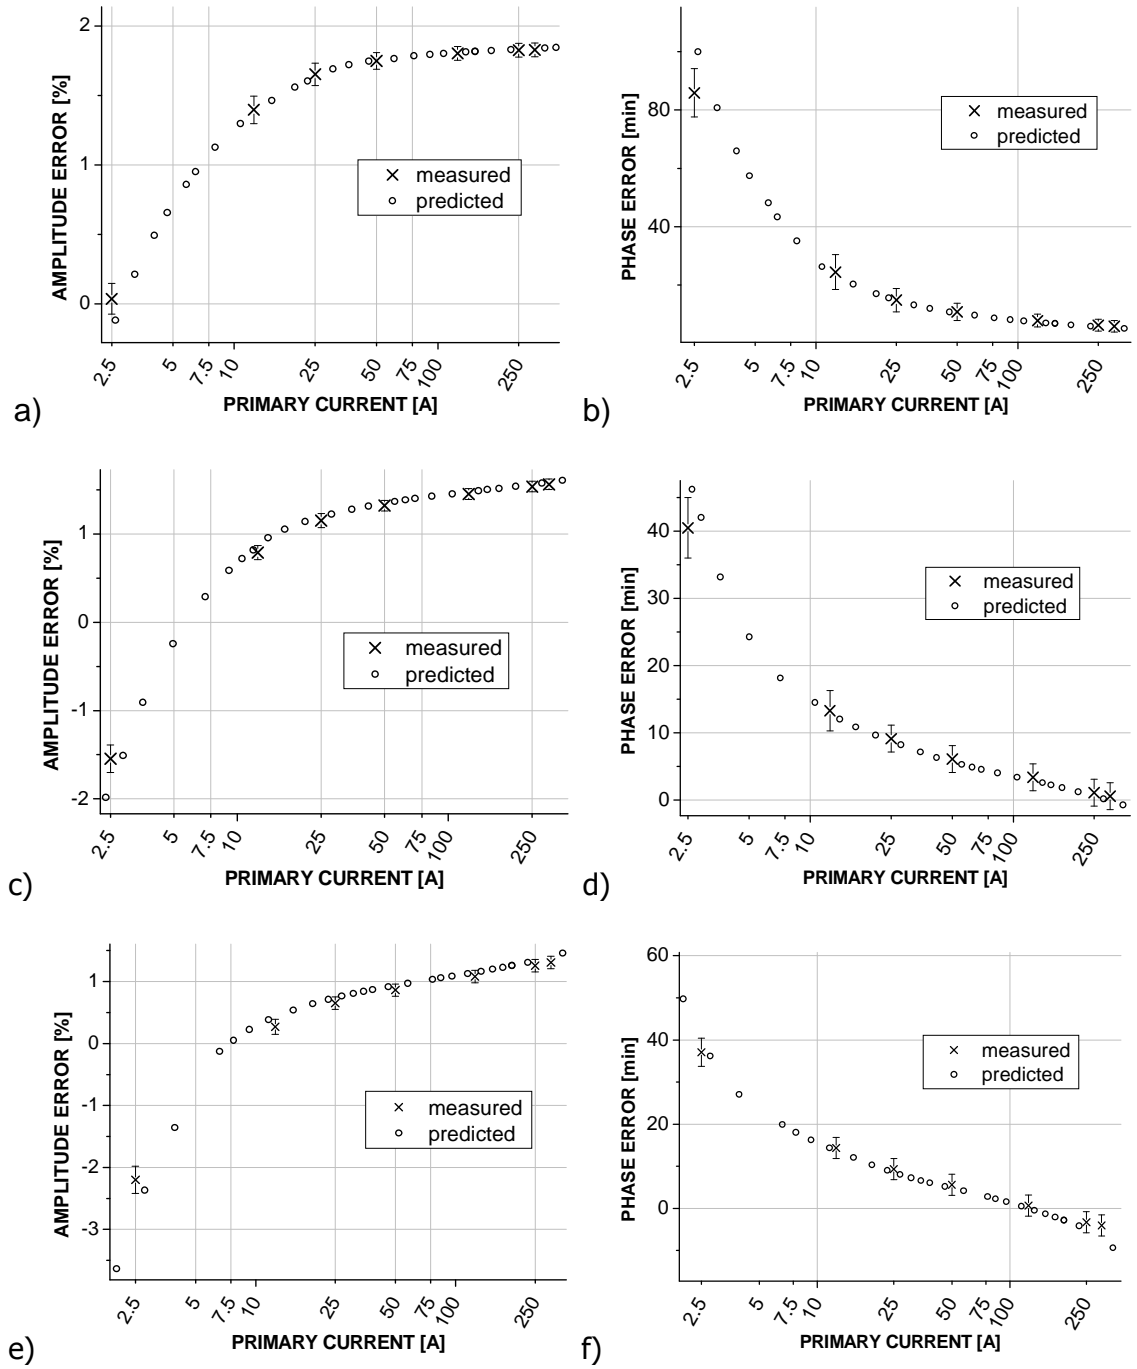 2
1
0
AMPLITUDE ERROR [%]
measured
predicted
2.5 5 7.5 10 25 50 75 100 250
PRIMARY CURRENT [A]
a)
80
40
PHASE ERROR [min]
measured
predicted
2.5 5 7.5 10 25 50 75 100 250
PRIMARY CURRENT [A]
b)
1
0
-1
-2
AMPLITUDE ERROR [%]
measured
predicted
2.5 5 7.5 10 25 50 75 100 250
PRIMARY CURRENT [A]
c)
40
30
20
10
0
PHASE ERROR [min]
measured
predicted
2.5 5 7.5 10 25 50 75 100 250
PRIMARY CURRENT [A]
d)
1
0
-1
-2
-3
AMPLITUDE ERROR [%]
measured
predicted
2.5 5 7.5 10 25 50 75 100 250
PRIMARY CURRENT [A]
e)
60
40
20
0
PHASE ERROR [min]
measured
predicted
2.5 5 7.5 10 25 50 75 100 250
PRIMARY CURRENT [A]
f)